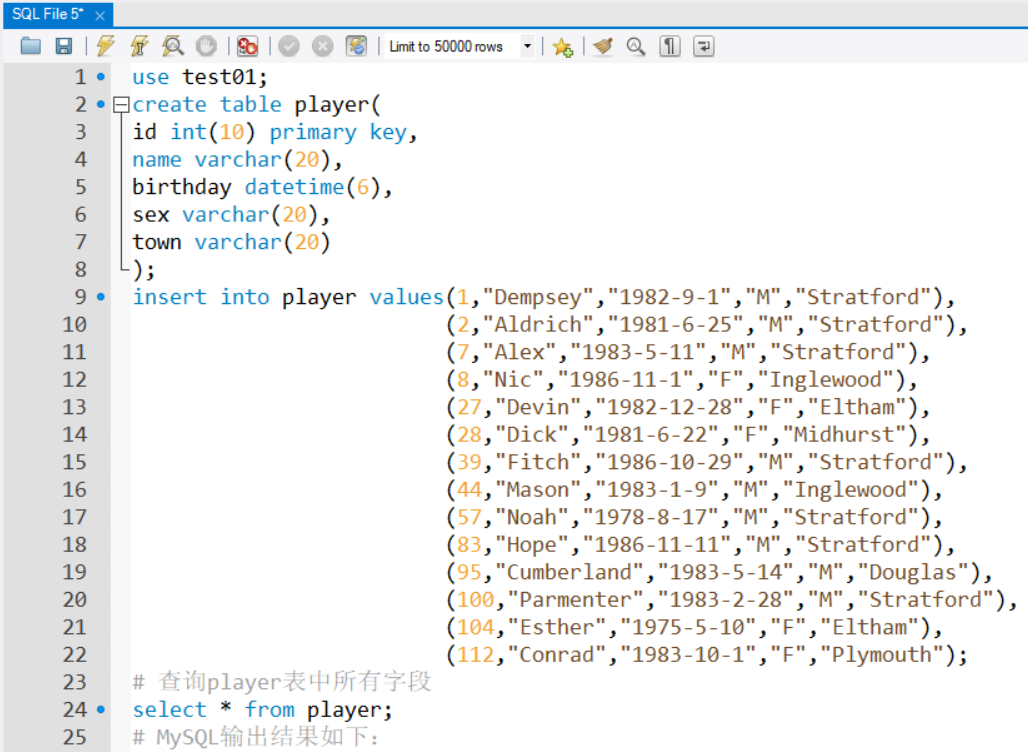 SQL File 5*
Limit to 50000 rows
1 use test01;
2 create table player(
3 id int(10) primary key,
4 name varchar(20),
5 birthday datetime(6),
6 sex varchar(20),
7 town varchar(20)
8 );
9 insert into player values(1,"Dempsey","1982-9-1","M","Stratford"),
10 (2,"Aldrich","1981-6-25","M","Stratford"),
11 (7,"Alex","1983-5-11","M","Stratford"),
12 (8,"Nic","1986-11-1","F","Inglewood"),
13 (27,"Devin","1982-12-28","F","Eltham"),
14 (28,"Dick","1981-6-22","F","Midhurst"),
15 (39,"Fitch","1986-10-29","M","Stratford"),
16 (44,"Mason","1983-1-9","M","Inglewood"),
17 (57,"Noah","1978-8-17","M","Stratford"),
18 (83,"Hope","1986-11-11","M","Stratford"),
19 (95,"Cumberland","1983-5-14","M","Douglas"),
20 (100,"Parmenter","1983-2-28","M","Stratford"),
21 (104,"Esther","1975-5-10","F","Eltham"),
22 (112,"Conrad","1983-10-1","F","Plymouth");
23 # 查询player表中所有字段
24 select * from player;
25 # MySQL输出结果如下: